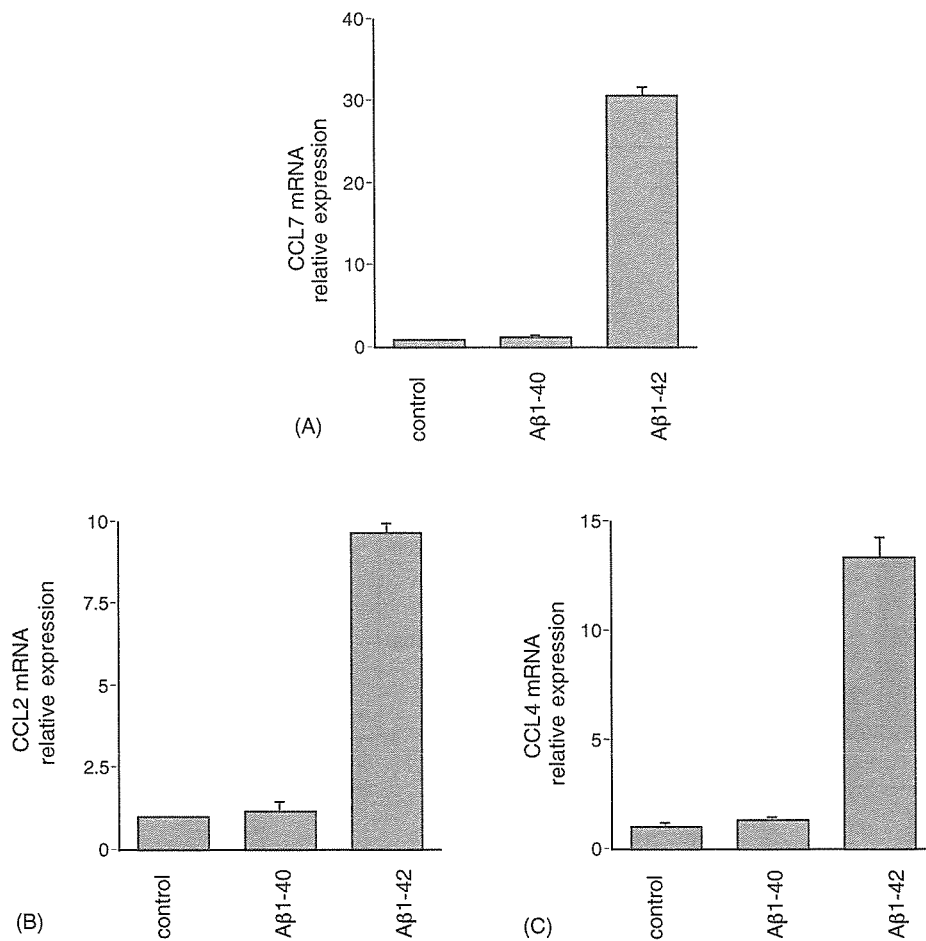 40
30
20
10
0
CCL7 mRNA
relative expression
control
Aβ1-40
Aβ1-42
(A)
10
7.5
5
2.5
0
CCL2 mRNA
relative expression
control
Aβ1-40
Aβ1-42
(B)
15
10
5
0
CCL4 mRNA
relative expression
control
Aβ1-40
Aβ1-42
(C)